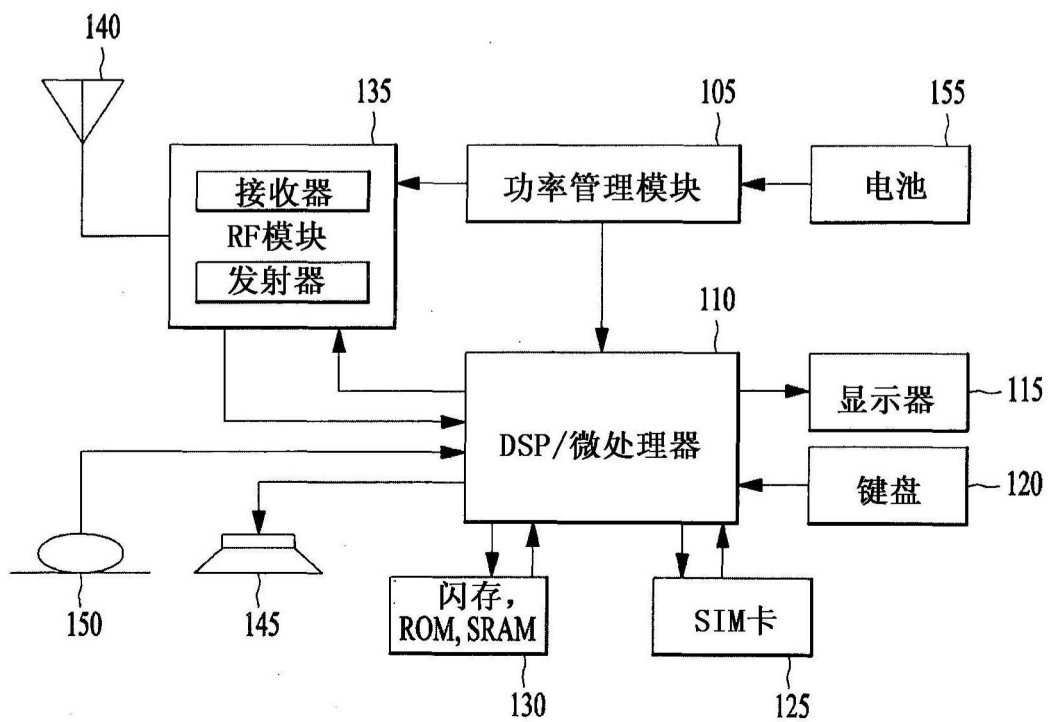 140
135
105
155
接收器
RF模块
发射器
功率管理模块
电池
110
DSP/微处理器
显示器
115
键盘
120
150
145
闪存,
ROM, SRAM
130
SIM卡
125